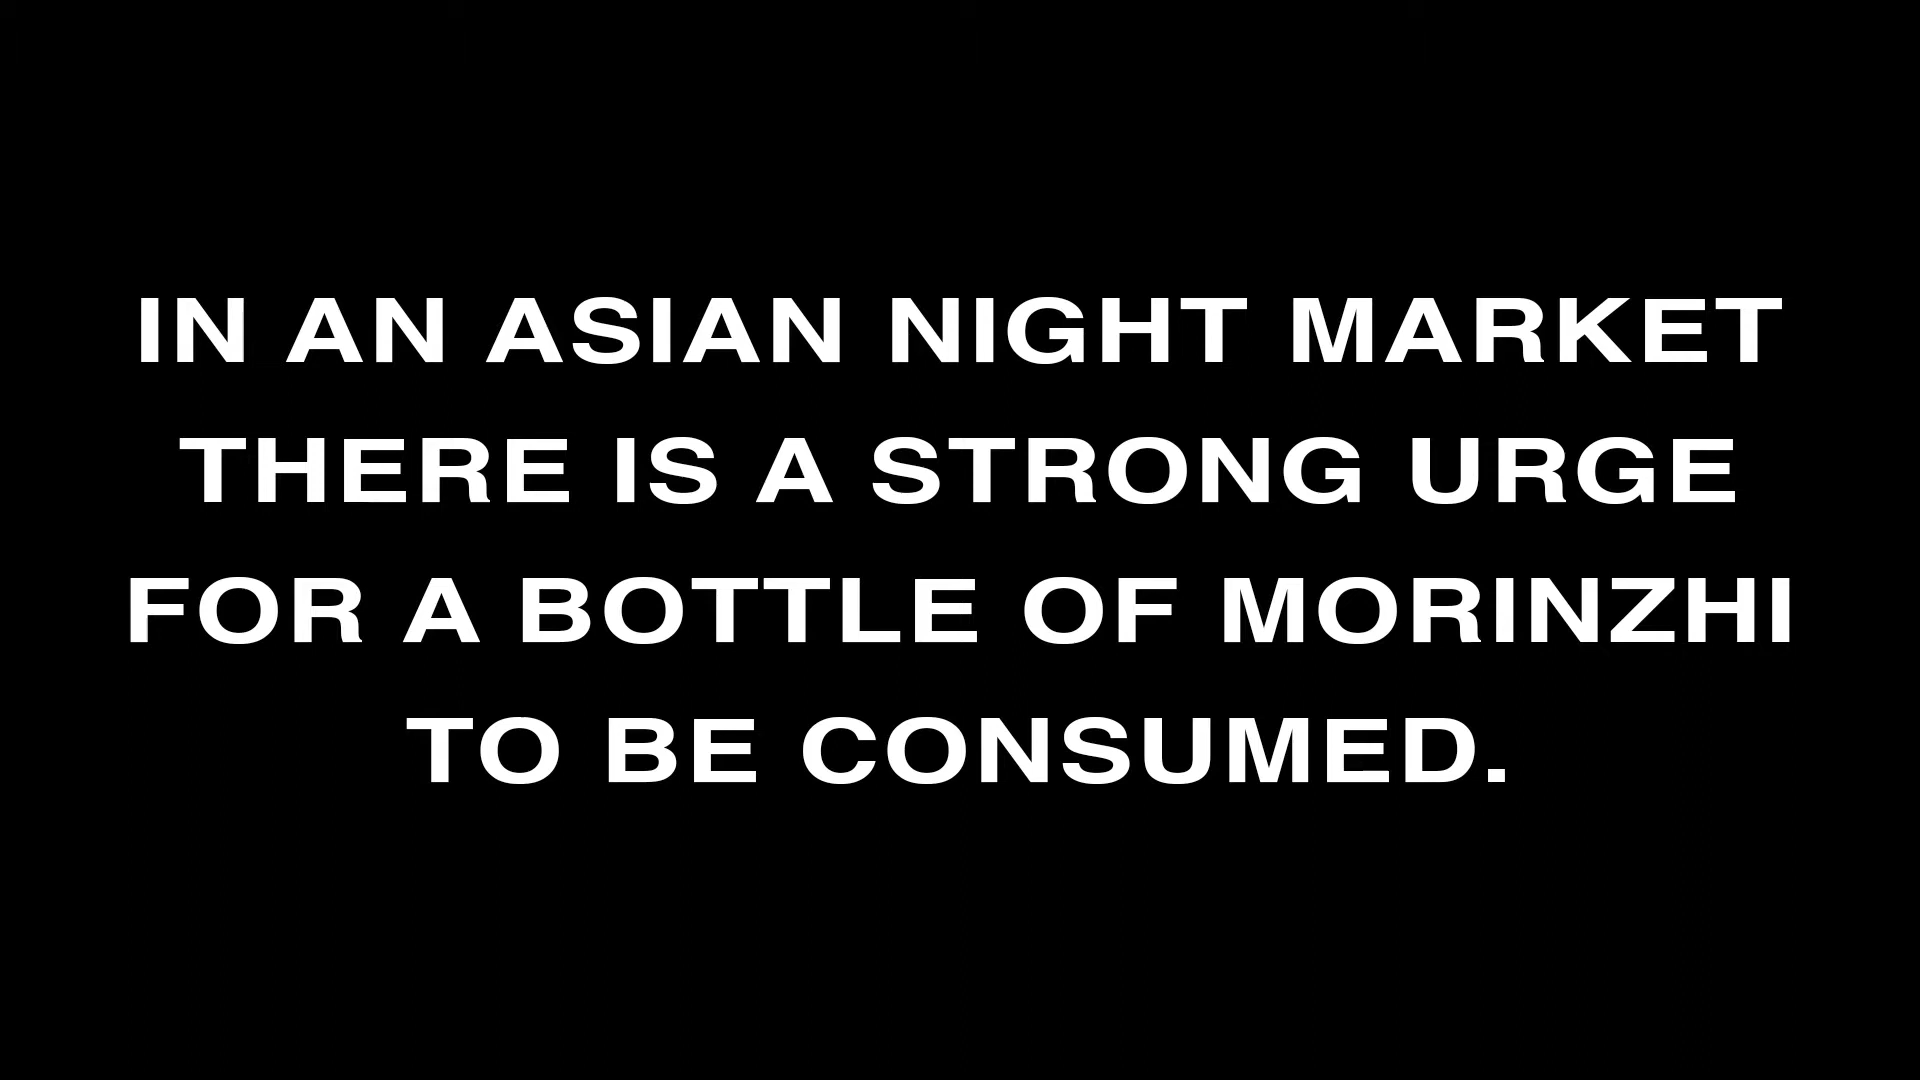 IN AN ASIAN NIGHT MARKET
THERE IS A STRONG URGE
FOR A BOTTLE OF MORINZHI
TO BE CONSUMED.